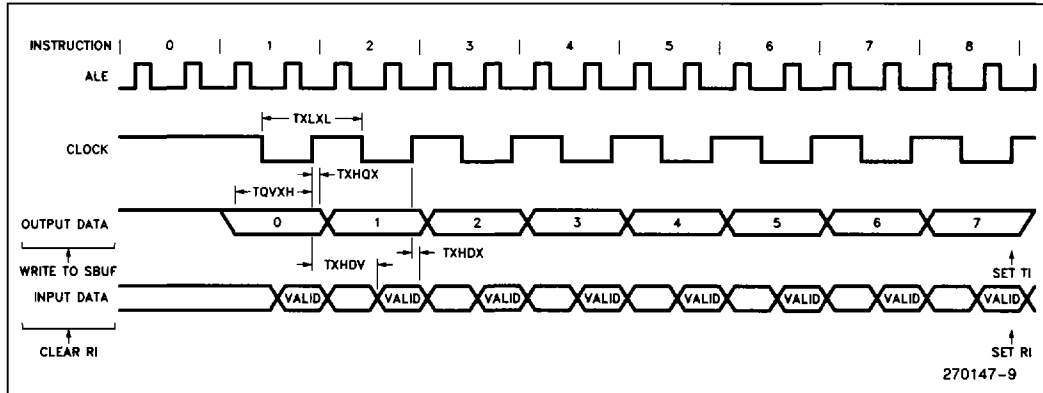 INSTRUCTION | 0 | 1 | 2 | 3 | 4 | 5 | 6 | 7 | 8 |
ALE
TXLXL
CLOCK
TXHQX
TQVXH
OUTPUT DATA 0 1 2 3 4 5 6 7
TXHDV TXHDX
WRITE TO SBUF SET TI
INPUT DATA VALID VALID VALID VALID VALID VALID VALID VALID
CLEAR RI SET RI
270147-9